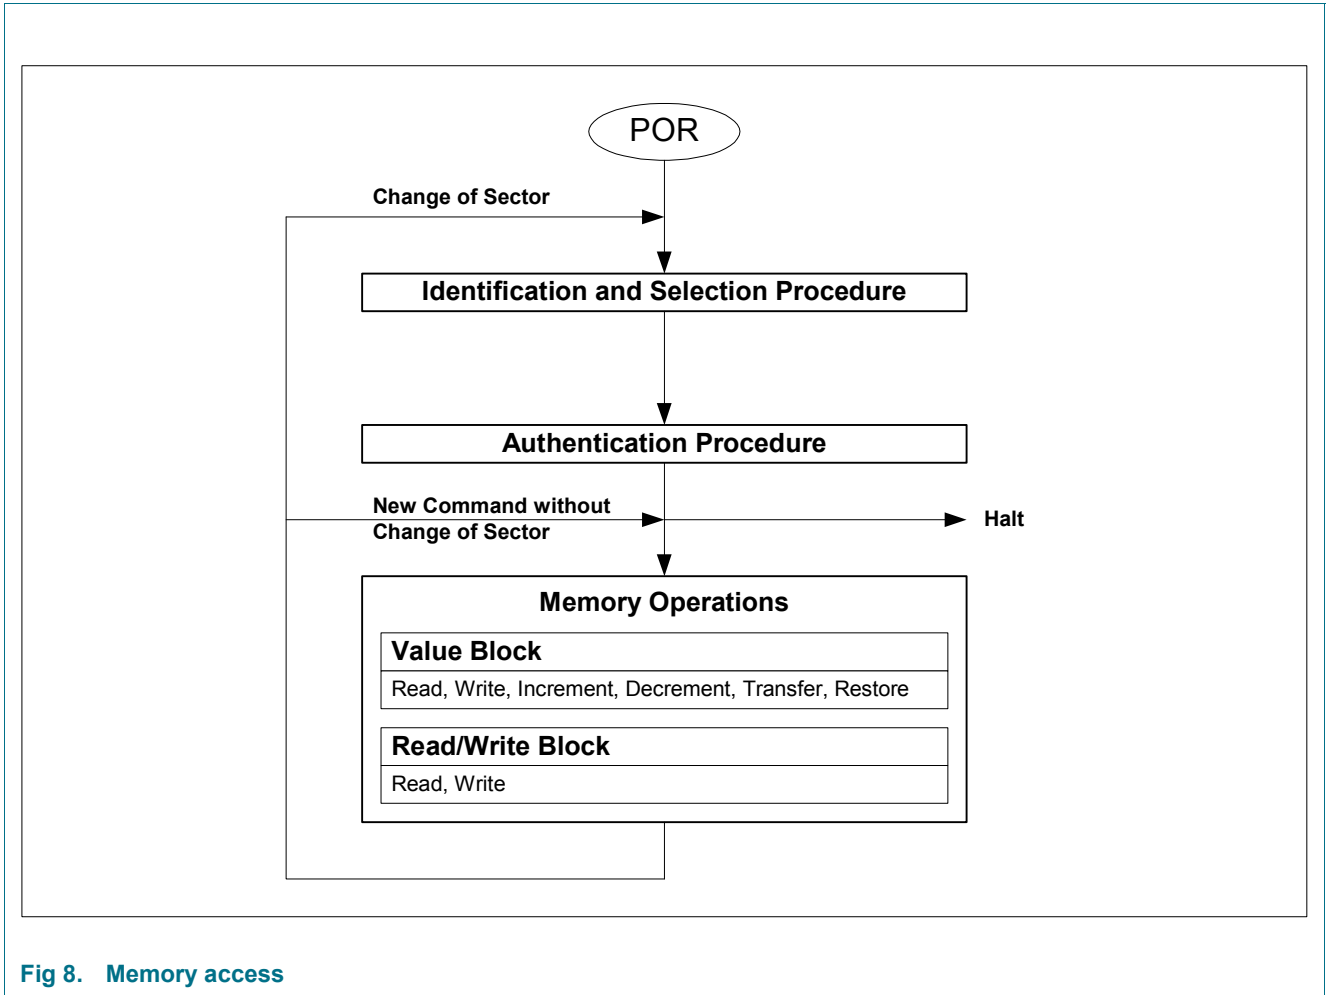 POR
Change of Sector
Identification and Selection Procedure
Authentication Procedure
New Command without
Change of Sector
Halt
Memory Operations
Value Block
Read, Write, Increment, Decrement, Transfer, Restore
Read/Write Block
Read, Write
Fig 8. Memory access